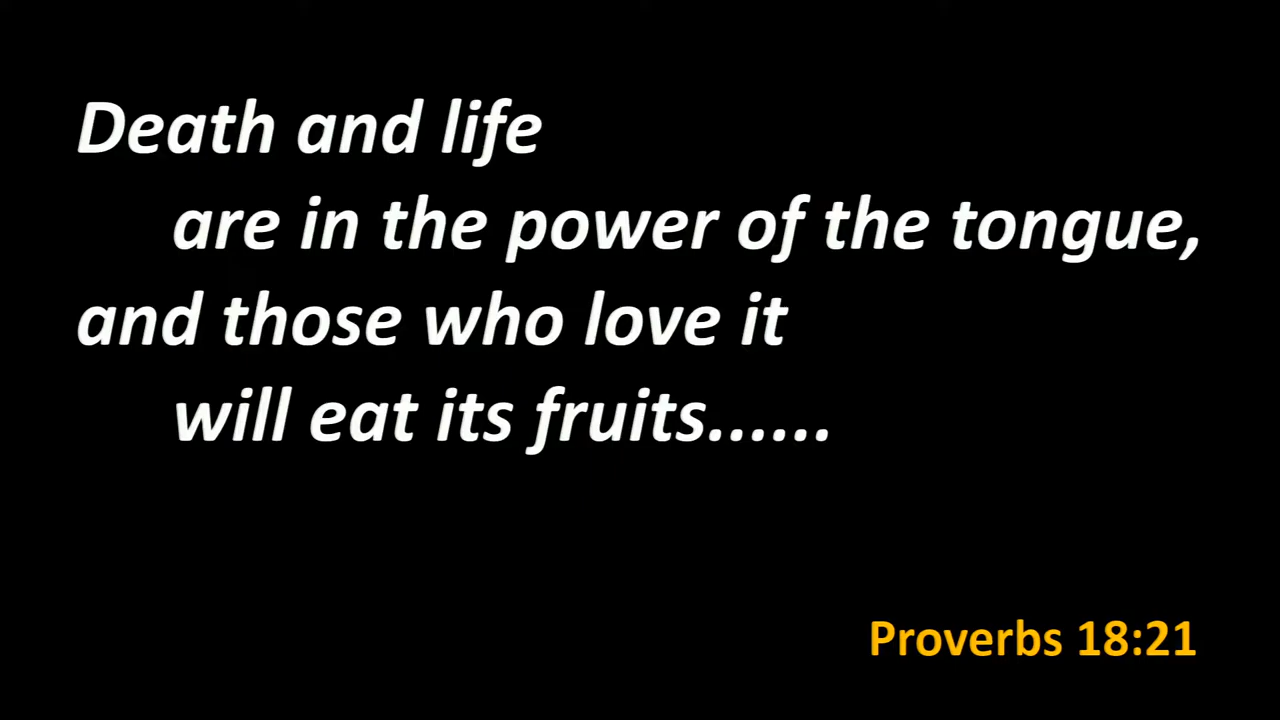 Death and life
are in the power of the tongue,
and those who love it
will eat its fruits......
Proverbs 18:21